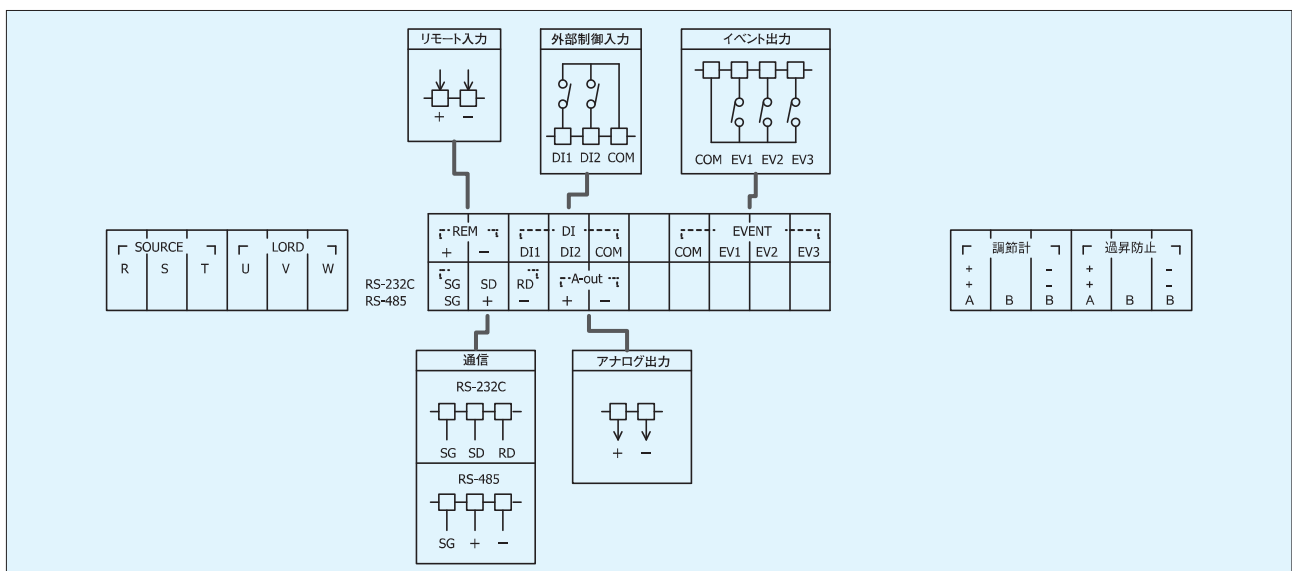 リモート入力
+ −
外部制御入力
DI1 DI2 COM
イベント出力
COM EV1 EV2 EV3
SOURCE LORD
R S T U V W
REM DI EVENT
+ − DI1 DI2 COM COM EV1 EV2 EV3
RS-232C SG SD RD A-out
RS-485 SG + − + −
調節計 過昇防止
+ − + −
+ − + −
A B B A B B
通信
RS-232C
SG SD RD
RS-485
SG + −
アナログ出力
+ −